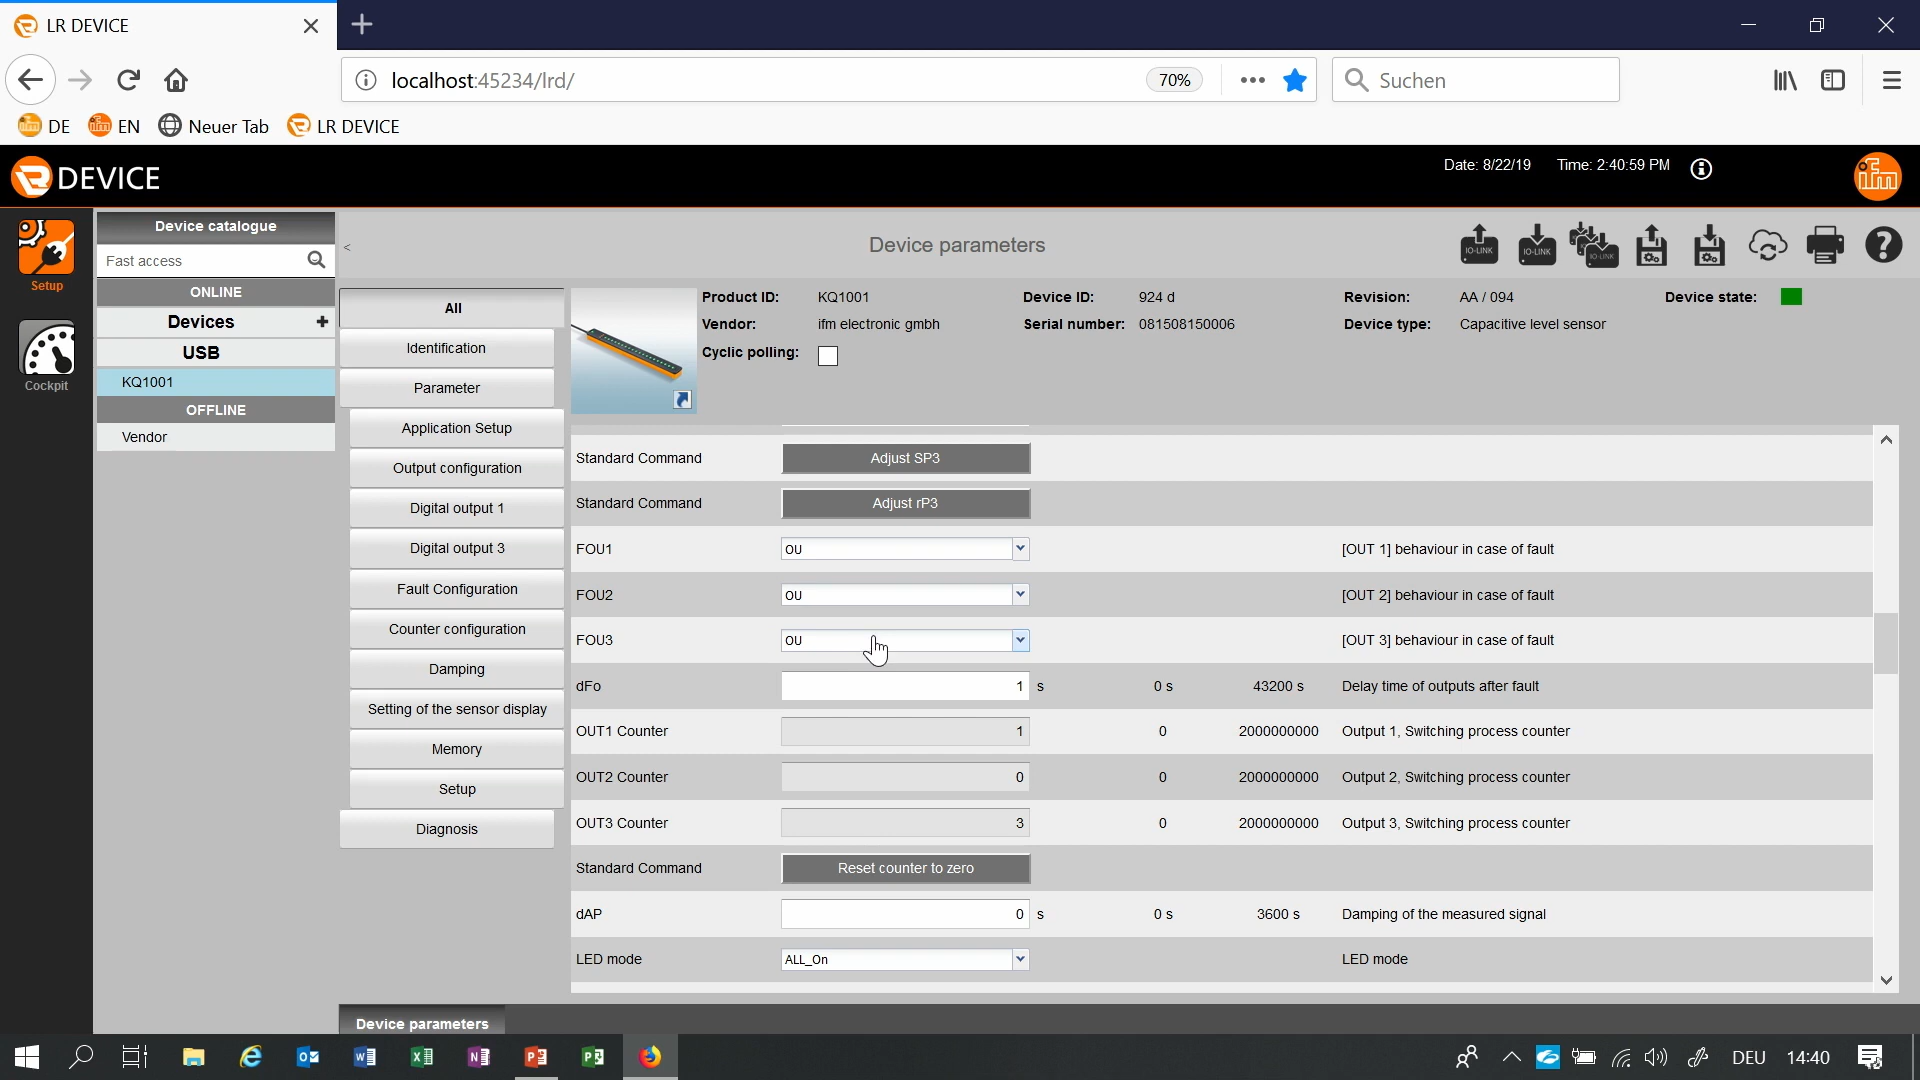 LR DEVICE
localhost:45234/lrd/
70%
Suchen
DE
EN
Neuer Tab
LR DEVICE
DEVICE
Date: 8/22/19
Time: 2:40:59 PM
ifm
Setup
Cockpit
Device catalogue
Fast access
ONLINE
Devices +
USB
KQ1001
OFFLINE
Vendor
<
Device parameters
IO-LINK
IO-LINK
IO-LINK
All
Identification
Parameter
Application Setup
Output configuration
Digital output 1
Digital output 3
Fault Configuration
Counter configuration
Damping
Setting of the sensor display
Memory
Setup
Diagnosis
Product ID: KQ1001
Vendor: ifm electronic gmbh
Cyclic polling:
Device ID: 924 d
Serial number: 081508150006
Revision: AA / 094
Device type: Capacitive level sensor
Device state:
Standard Command Adjust SP3
Standard Command Adjust rP3
FOU1 OU [OUT 1] behaviour in case of fault
FOU2 OU [OUT 2] behaviour in case of fault
FOU3 OU [OUT 3] behaviour in case of fault
dFo 1 s 0 s 43200 s Delay time of outputs after fault
OUT1 Counter 1 0 2000000000 Output 1, Switching process counter
OUT2 Counter 0 0 2000000000 Output 2, Switching process counter
OUT3 Counter 3 0 2000000000 Output 3, Switching process counter
Standard Command Reset counter to zero
dAP 0 s 0 s 3600 s Damping of the measured signal
LED mode ALL_On LED mode
Device parameters
DEU
14:40